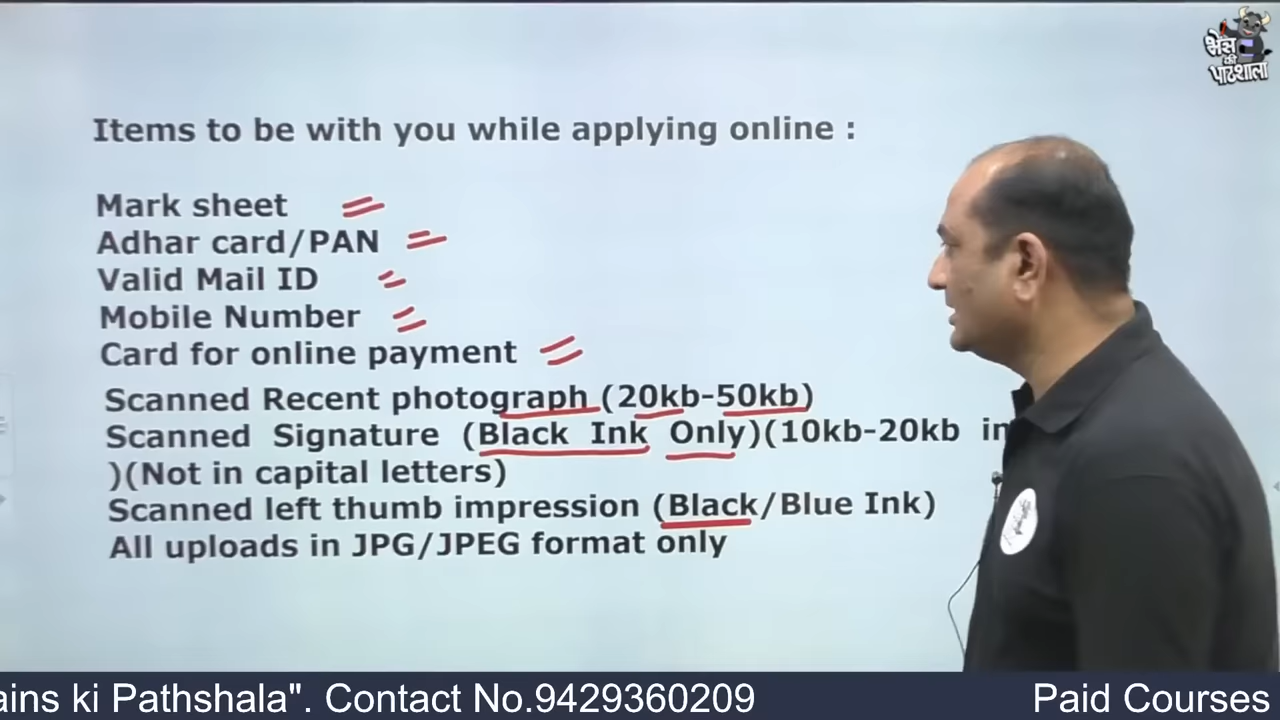 भैंस
की
पाठशाला
Items to be with you while applying online :
Mark sheet
Adhar card/PAN
Valid Mail ID
Mobile Number
Card for online payment
Scanned Recent photograph (20kb-50kb)
Scanned Signature (Black Ink Only)(10kb-20kb in
)(Not in capital letters)
Scanned left thumb impression (Black/Blue Ink)
All uploads in JPG/JPEG format only
ains ki Pathshala". Contact No.9429360209 Paid Courses